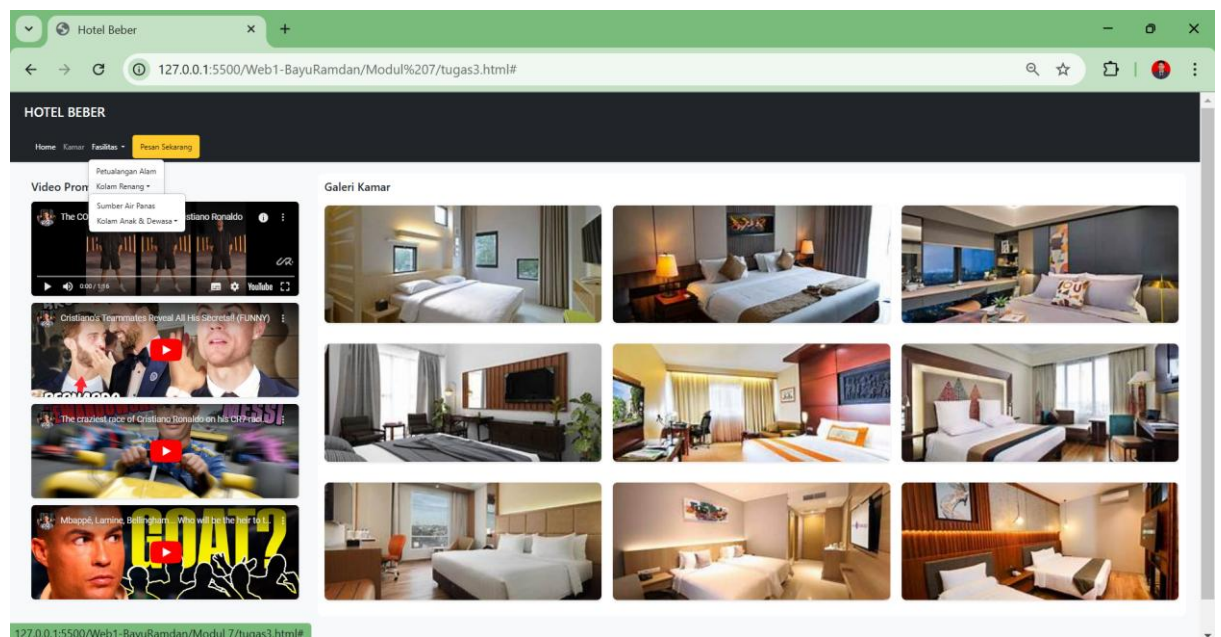 Hotel Beber
127.0.0.1:5500/Web1-BayuRamdan/Modul%207/tugas3.html#
HOTEL BEBER
Home Kamar Fasilitas Pesan Sekarang
Petualangan Alam
Kolam Renang
Sumber Air Panas
Kolam Anak & Dewasa
Video Prom
Galeri Kamar
The CO stiano Ronaldo
0:00 / 1:16 YouTube
Cristiano's Teammates Reveal All His Secrets!! (FUNNY)
The craziest race of Cristiano Ronaldo on his CR7 raci...
MESSI
Mbappé, Lamine, Bellingham... Who will be the heir to t...
GOAT?
YOU
127.0.0.1:5500/Web1-BayuRamdan/Modul 7/tugas3.html#